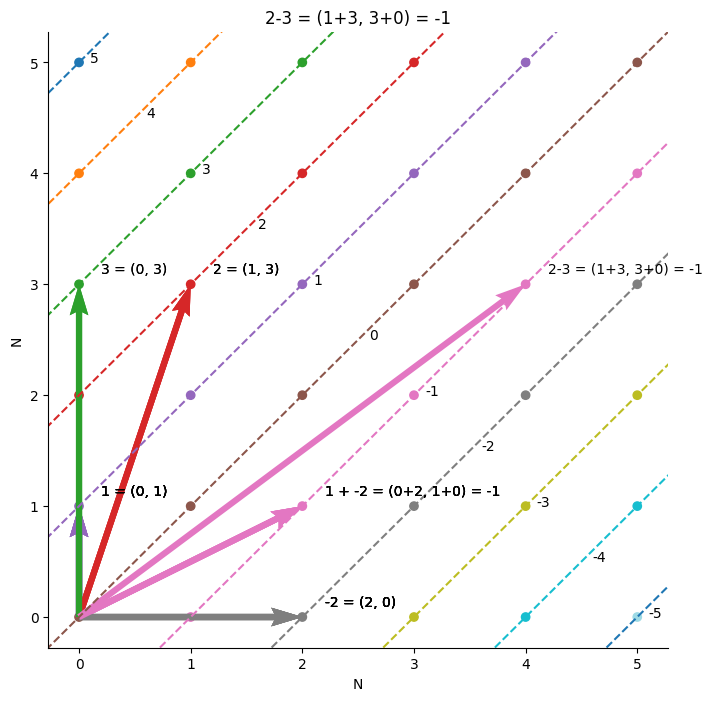 2-3 = (1+3, 3+0) = -1
5
5
4
4
3
2
3 = (0, 3)
2 = (1, 3)
2-3 = (1+3, 3+0) = -1
3
1
N
0
2
-1
-2
1 = (0, 1)
1 + -2 = (0+2, 1+0) = -1
1
-3
-4
-2 = (2, 0)
0
-5
0
1
2
3
4
5
N